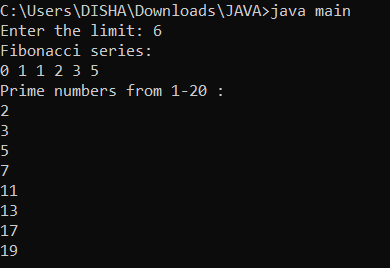 C:\Users\DISHA\Downloads\JAVA>java main
Enter the limit: 6
Fibonacci series:
0 1 1 2 3 5
Prime numbers from 1-20 :
2
3
5
7
11
13
17
19